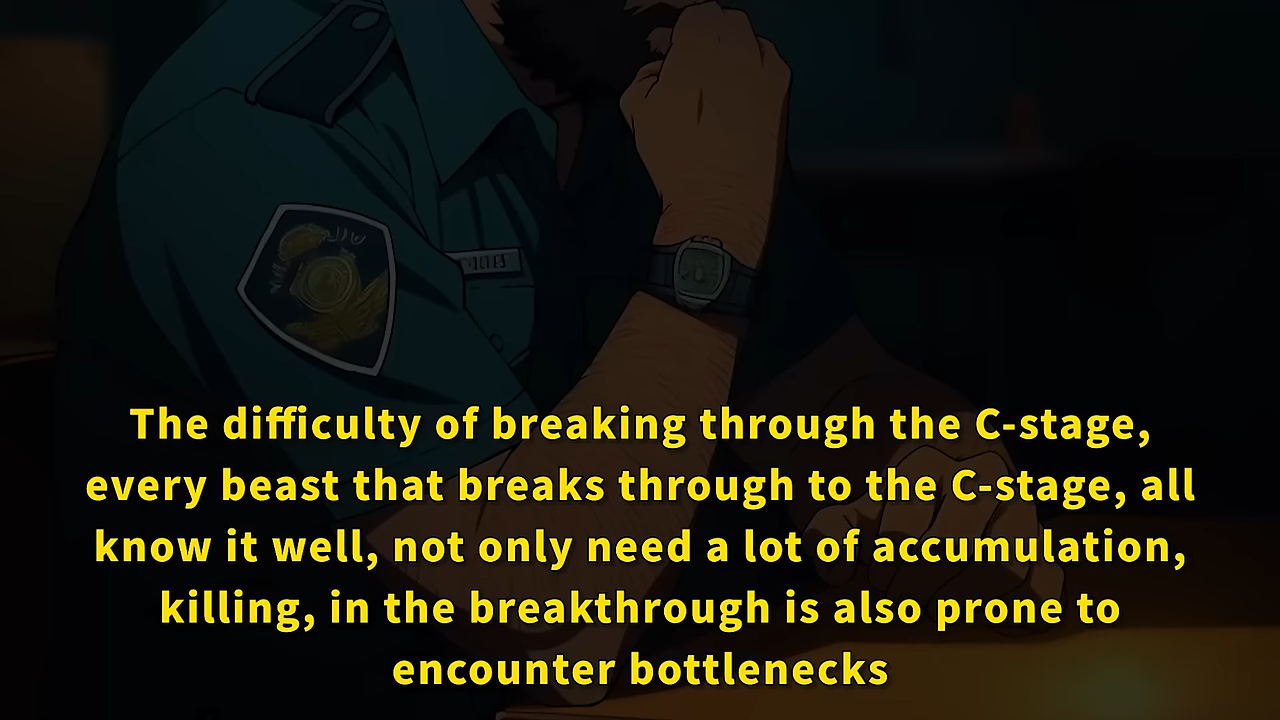 The difficulty of breaking through the C-stage,
every beast that breaks through to the C-stage, all
know it well, not only need a lot of accumulation,
killing, in the breakthrough is also prone to
encounter bottlenecks